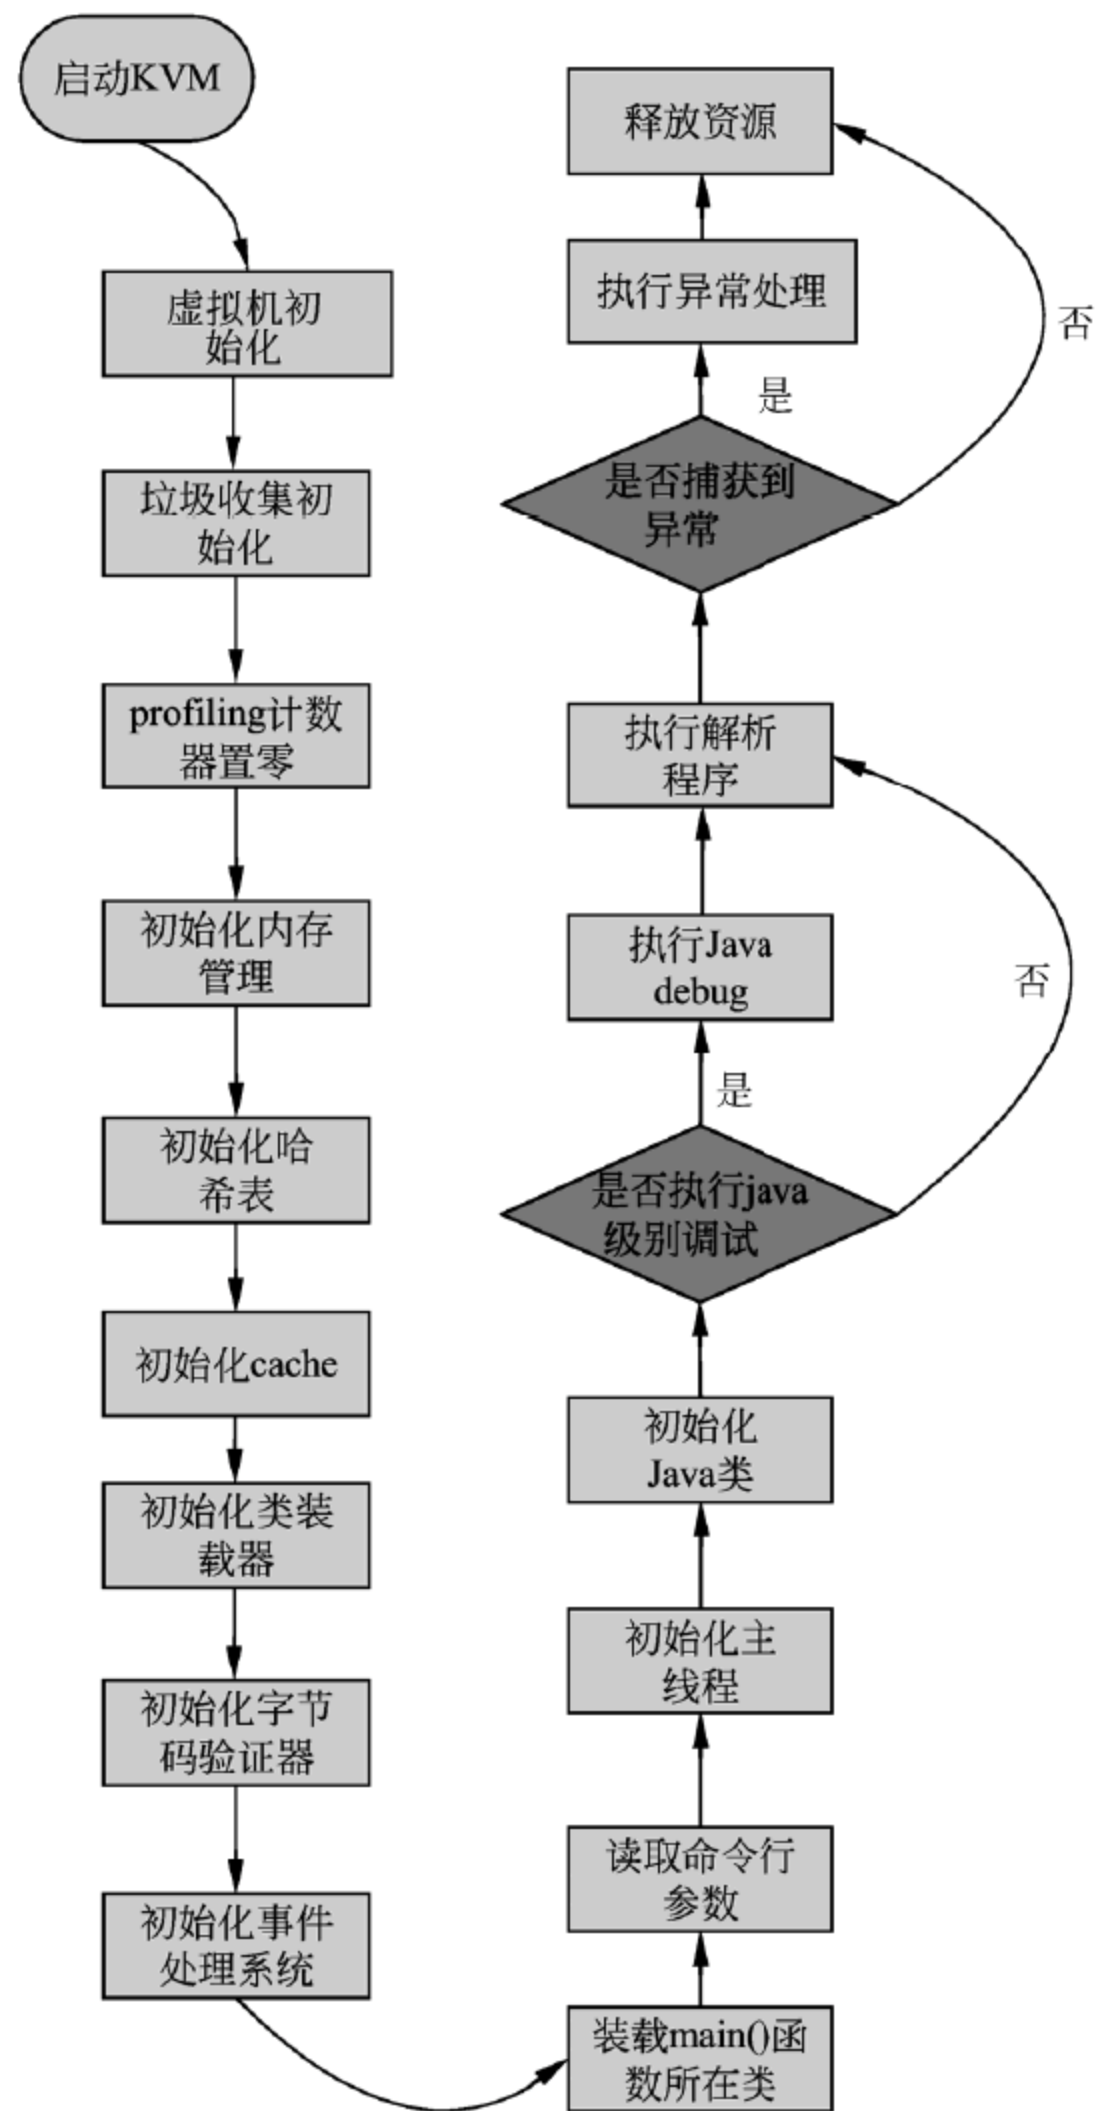 启动KVM
虚拟机初
始化
垃圾收集初
始化
profiling计数
器置零
初始化内存
管理
初始化哈
希表
初始化cache
初始化类装
载器
初始化字节
码验证器
初始化事件
处理系统
装载main()函
数所在类
读取命令行
参数
初始化主
线程
初始化
Java类
是否执行java
级别调试
是
否
执行Java
debug
执行解析
程序
是否捕获到
异常
是
否
执行异常处理
释放资源